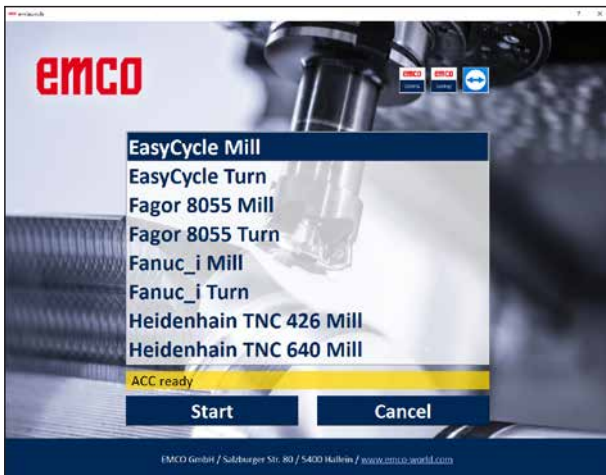 emco
EMCO
EMCO
EasyCycle Mill
EasyCycle Turn
Fagor 8055 Mill
Fagor 8055 Turn
Fanuc_i Mill
Fanuc_i Turn
Heidenhain TNC 426 Mill
Heidenhain TNC 640 Mill
ACC ready
Start
Cancel
EMCO GmbH / Salzburger Str. 80 / 5400 Hallein / www.emco-world.com